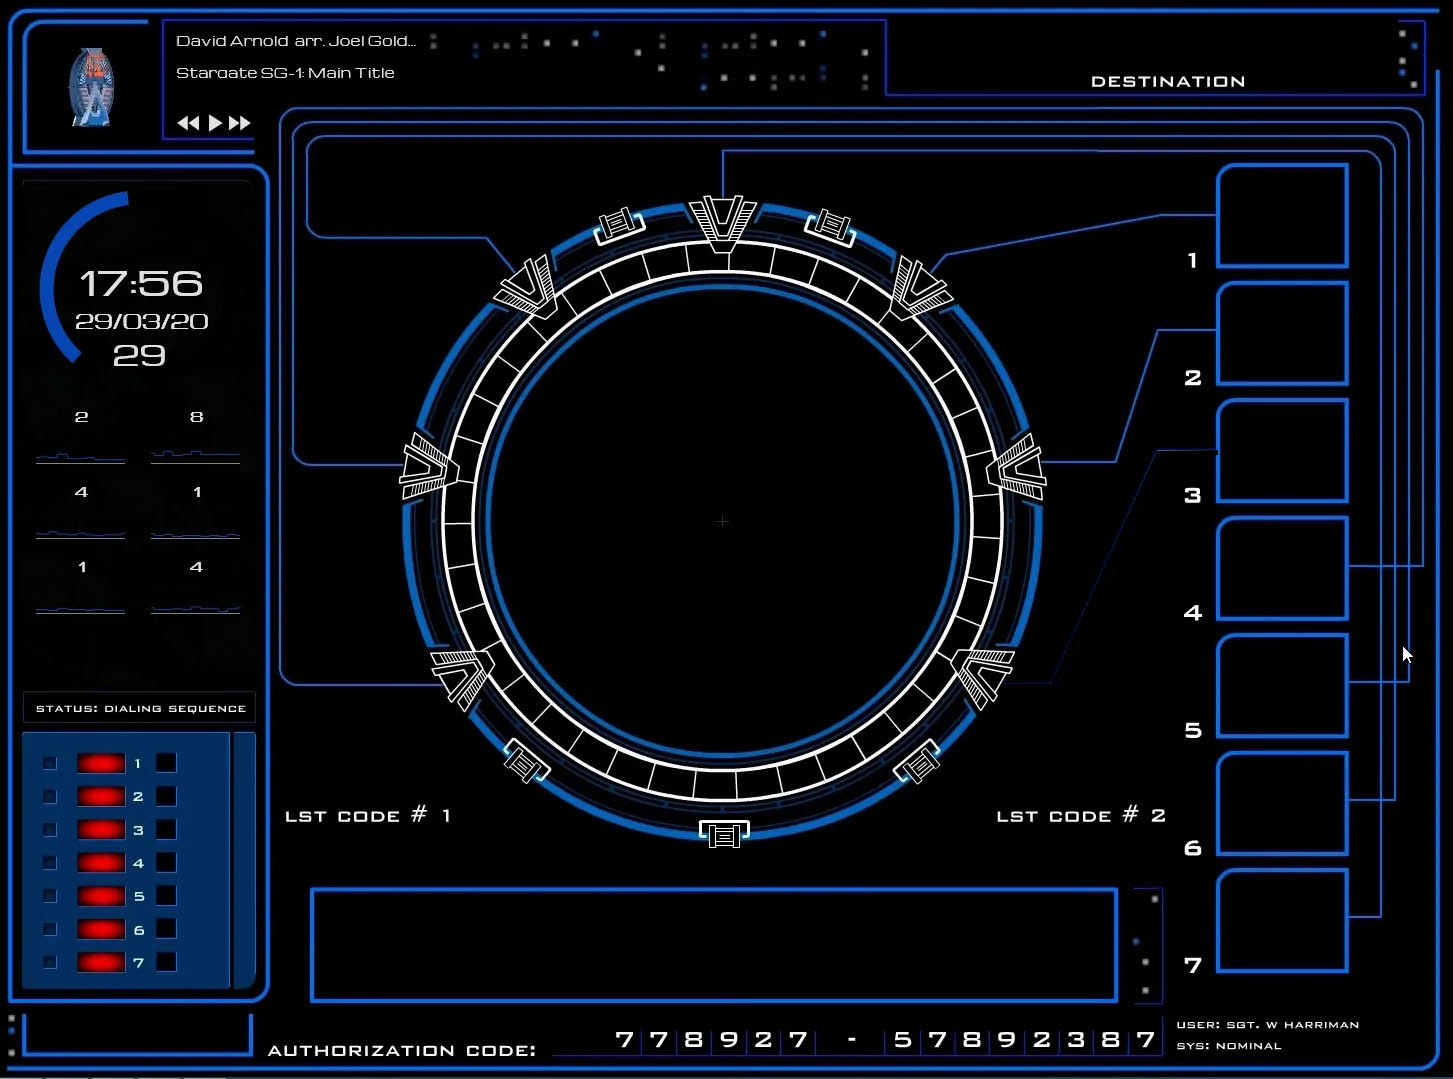 David Arnold arr. Joel Gold...
Stargate SG-1: Main Title
DESTINATION
17:56
29/03/20
29
2 8
4 1
1 4
STATUS: DIALING SEQUENCE
1
2
3
4
5
6
7
1
2
3
4
5
6
7
LST CODE # 1
LST CODE # 2
AUTHORIZATION CODE: 778927 - 57892387
USER: SGT. W HARRIMAN
SYS: NOMINAL